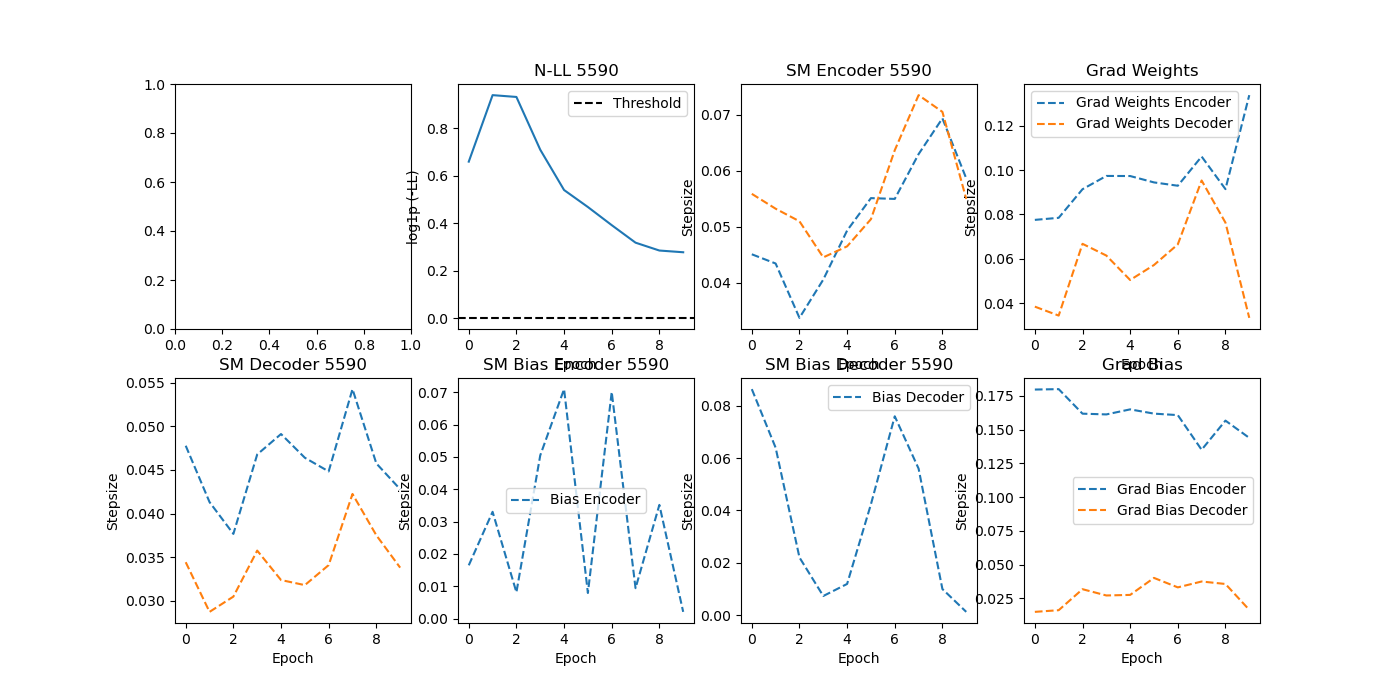 1.0
0.8
0.6
0.4
0.2
0.0
0.0 0.2 0.4 0.6 0.8 1.0
N-LL 5590
Threshold
log1p (-LL)
0.8
0.6
0.4
0.2
0.0
0 2 4 6 8
Epoch
SM Encoder 5590
Stepsize
0.07
0.06
0.05
0.04
0 2 4 6 8
Epoch
Grad Weights
Grad Weights Encoder
Grad Weights Decoder
Stepsize
0.12
0.10
0.08
0.06
0.04
0 2 4 6 8
Epoch
SM Decoder 5590
Stepsize
0.055
0.050
0.045
0.040
0.035
0.030
0 2 4 6 8
Epoch
SM Bias Encoder 5590
Bias Encoder
Stepsize
0.07
0.06
0.05
0.04
0.03
0.02
0.01
0.00
0 2 4 6 8
Epoch
SM Bias Decoder 5590
Bias Decoder
Stepsize
0.08
0.06
0.04
0.02
0.00
0 2 4 6 8
Epoch
Grad Bias
Grad Bias Encoder
Grad Bias Decoder
Stepsize
0.175
0.150
0.125
0.100
0.075
0.050
0.025
0 2 4 6 8
Epoch